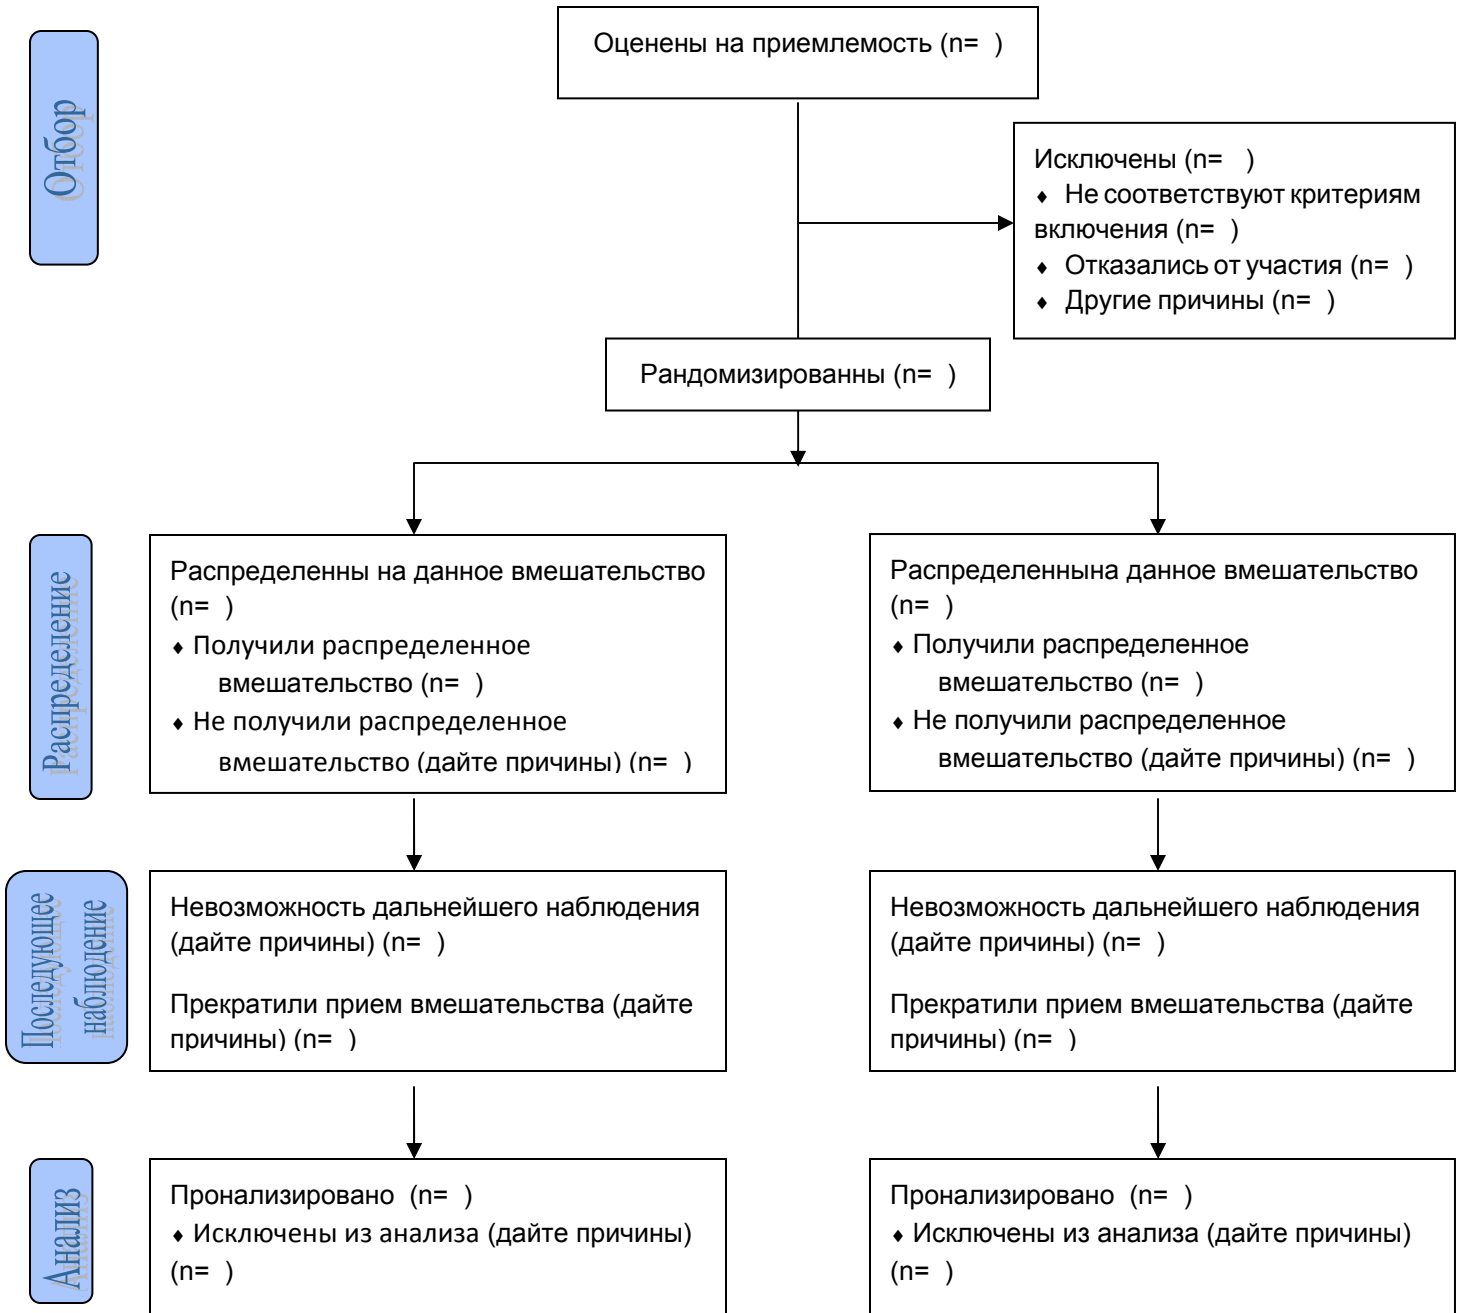 Оценены на приемлемость (n= )
Отбор
Исключены (n= )
♦ Не соответствуют критериям
включения (n= )
♦ Отказались от участия (n= )
♦ Другие причины (n= )
Рандомизированны (n= )
Распределение
Распределенны на данное вмешательство
(n= )
♦ Получили распределенное
вмешательство (n= )
♦ Не получили распределенное
вмешательство (дайте причины) (n= )
Распределеннына данное вмешательство
(n= )
♦ Получили распределенное
вмешательство (n= )
♦ Не получили распределенное
вмешательство (дайте причины) (n= )
Последующее
наблюдение
Невозможность дальнейшего наблюдения
(дайте причины) (n= )
Прекратили прием вмешательства (дайте
причины) (n= )
Невозможность дальнейшего наблюдения
(дайте причины) (n= )
Прекратили прием вмешательства (дайте
причины) (n= )
Анализ
Пронализировано (n= )
♦ Исключены из анализа (дайте причины)
(n= )
Пронализировано (n= )
♦ Исключены из анализа (дайте причины)
(n= )